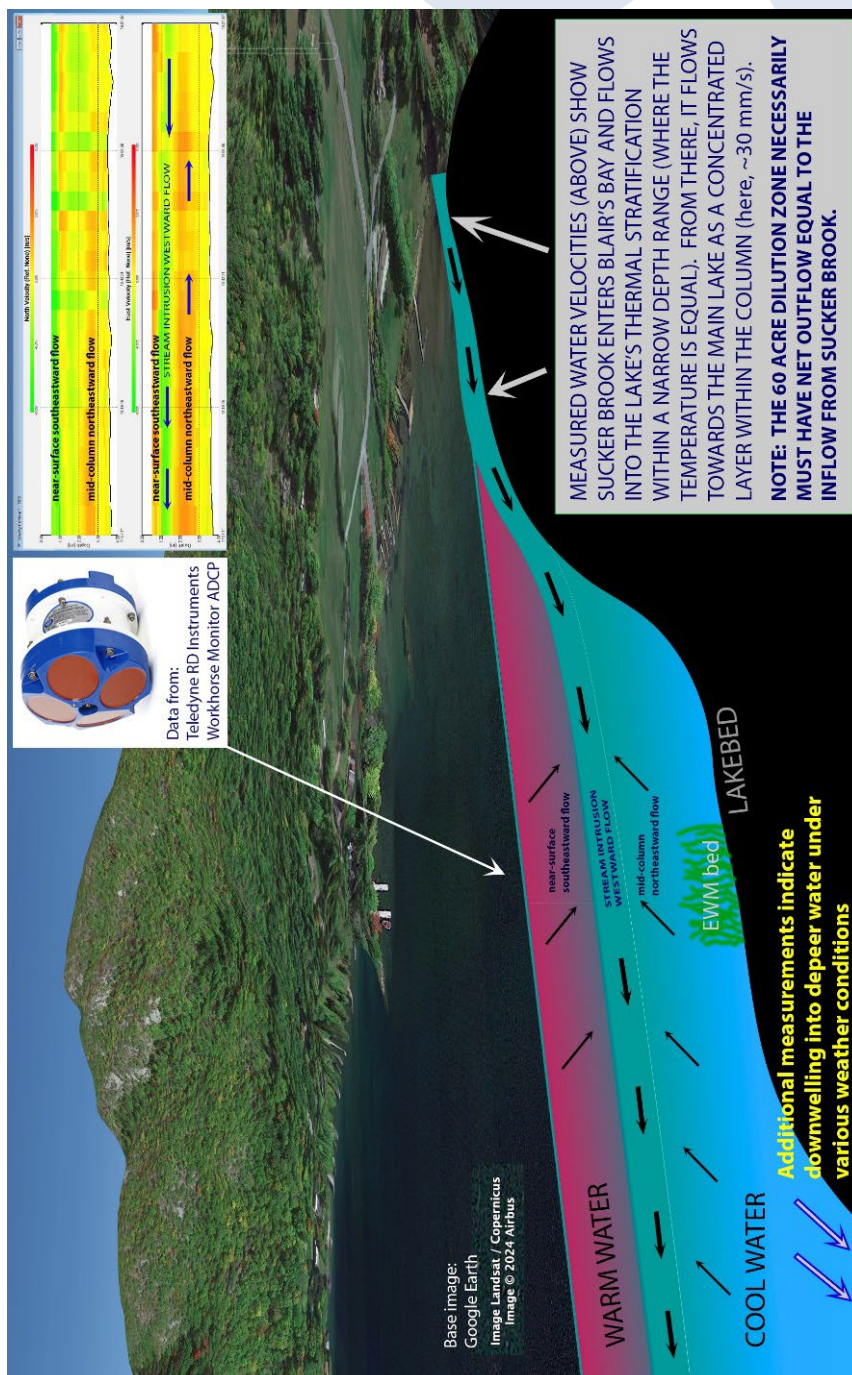 North Velocity (Ref: None) [m/s]
near-surface southeastward flow
mid-column northeastward flow
East Velocity (Ref: None) [m/s]
near-surface southeastward flow
STREAM INTRUSION WESTWARD FLOW
mid-column northeastward flow
Data from:
Teledyne RD Instruments
Workhorse Monitor ADCP
Base image:
Google Earth
Image Landsat / Copernicus
Image © 2024 Airbus
MEASURED WATER VELOCITIES (ABOVE) SHOW
SUCKER BROOK ENTERS BLAIR'S BAY AND FLOWS
INTO THE LAKE'S THERMAL STRATIFICATION
WITHIN A NARROW DEPTH RANGE (WHERE THE
TEMPERATURE IS EQUAL). FROM THERE, IT FLOWS
TOWARDS THE MAIN LAKE AS A CONCENTRATED
LAYER WITHIN THE COLUMN (here, ~30 mm/s).
NOTE: THE 60 ACRE DILUTION ZONE NECESSARILY
MUST HAVE NET OUTFLOW EQUAL TO THE
INFLOW FROM SUCKER BROOK.
WARM WATER
near-surface
southeastward flow
STREAM INTRUSION
WESTWARD FLOW
mid-column
northeastward flow
COOL WATER
EWM bed
LAKEBED
Additional measurements indicate
downwelling into depeer water under
various weather conditions